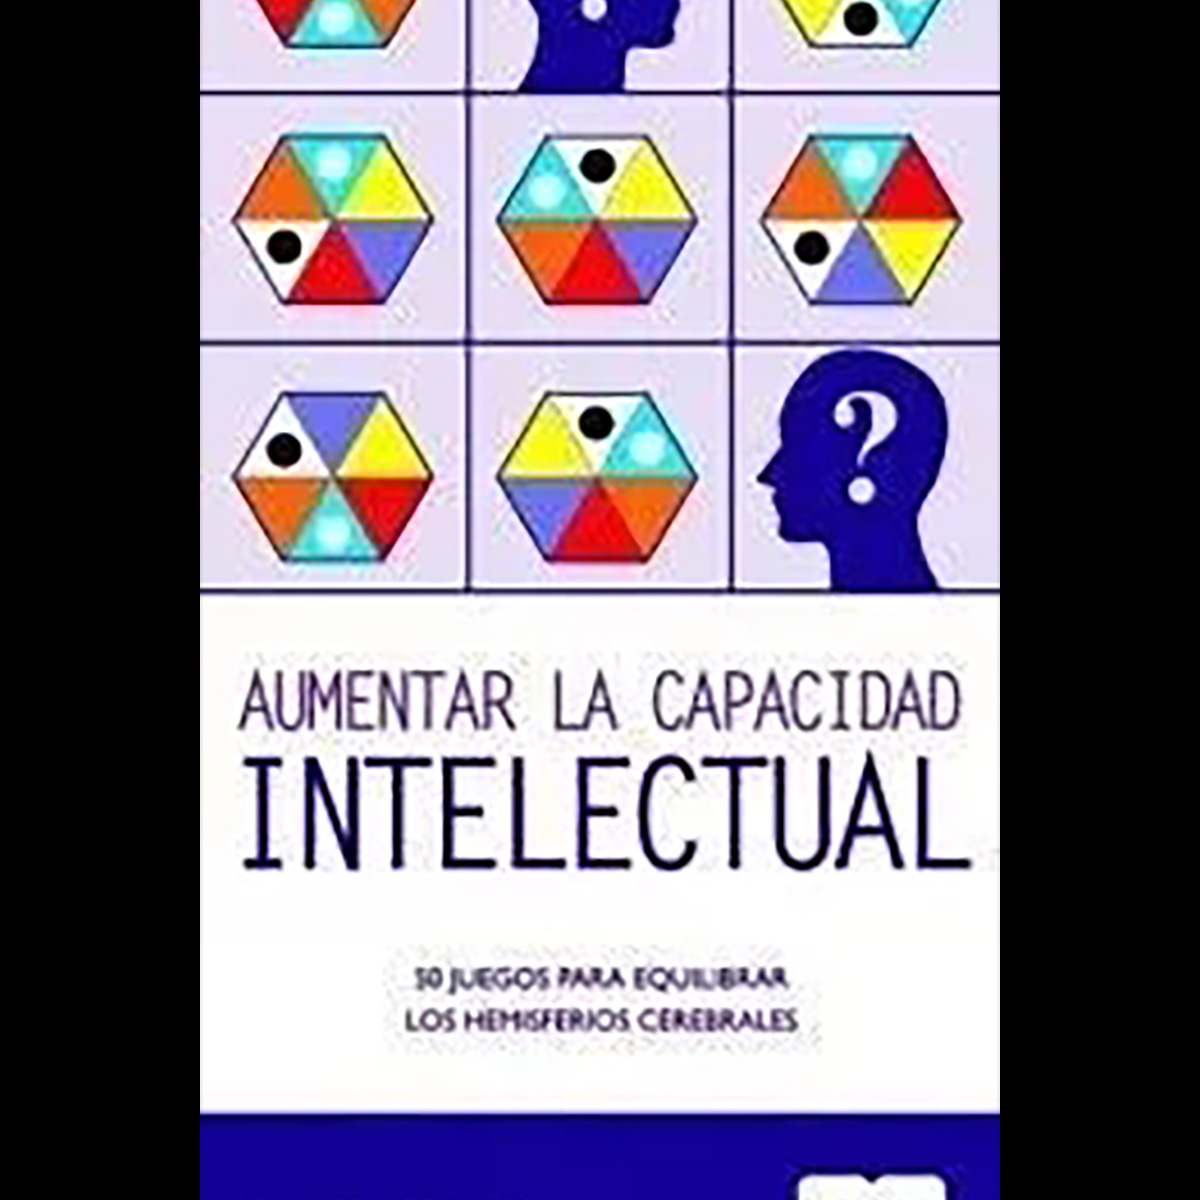 ?
AUMENTAR LA CAPACIDAD
INTELECTUAL
50 JUEGOS PARA EQUILIBRAR
LOS HEMISFERIOS CEREBRALES